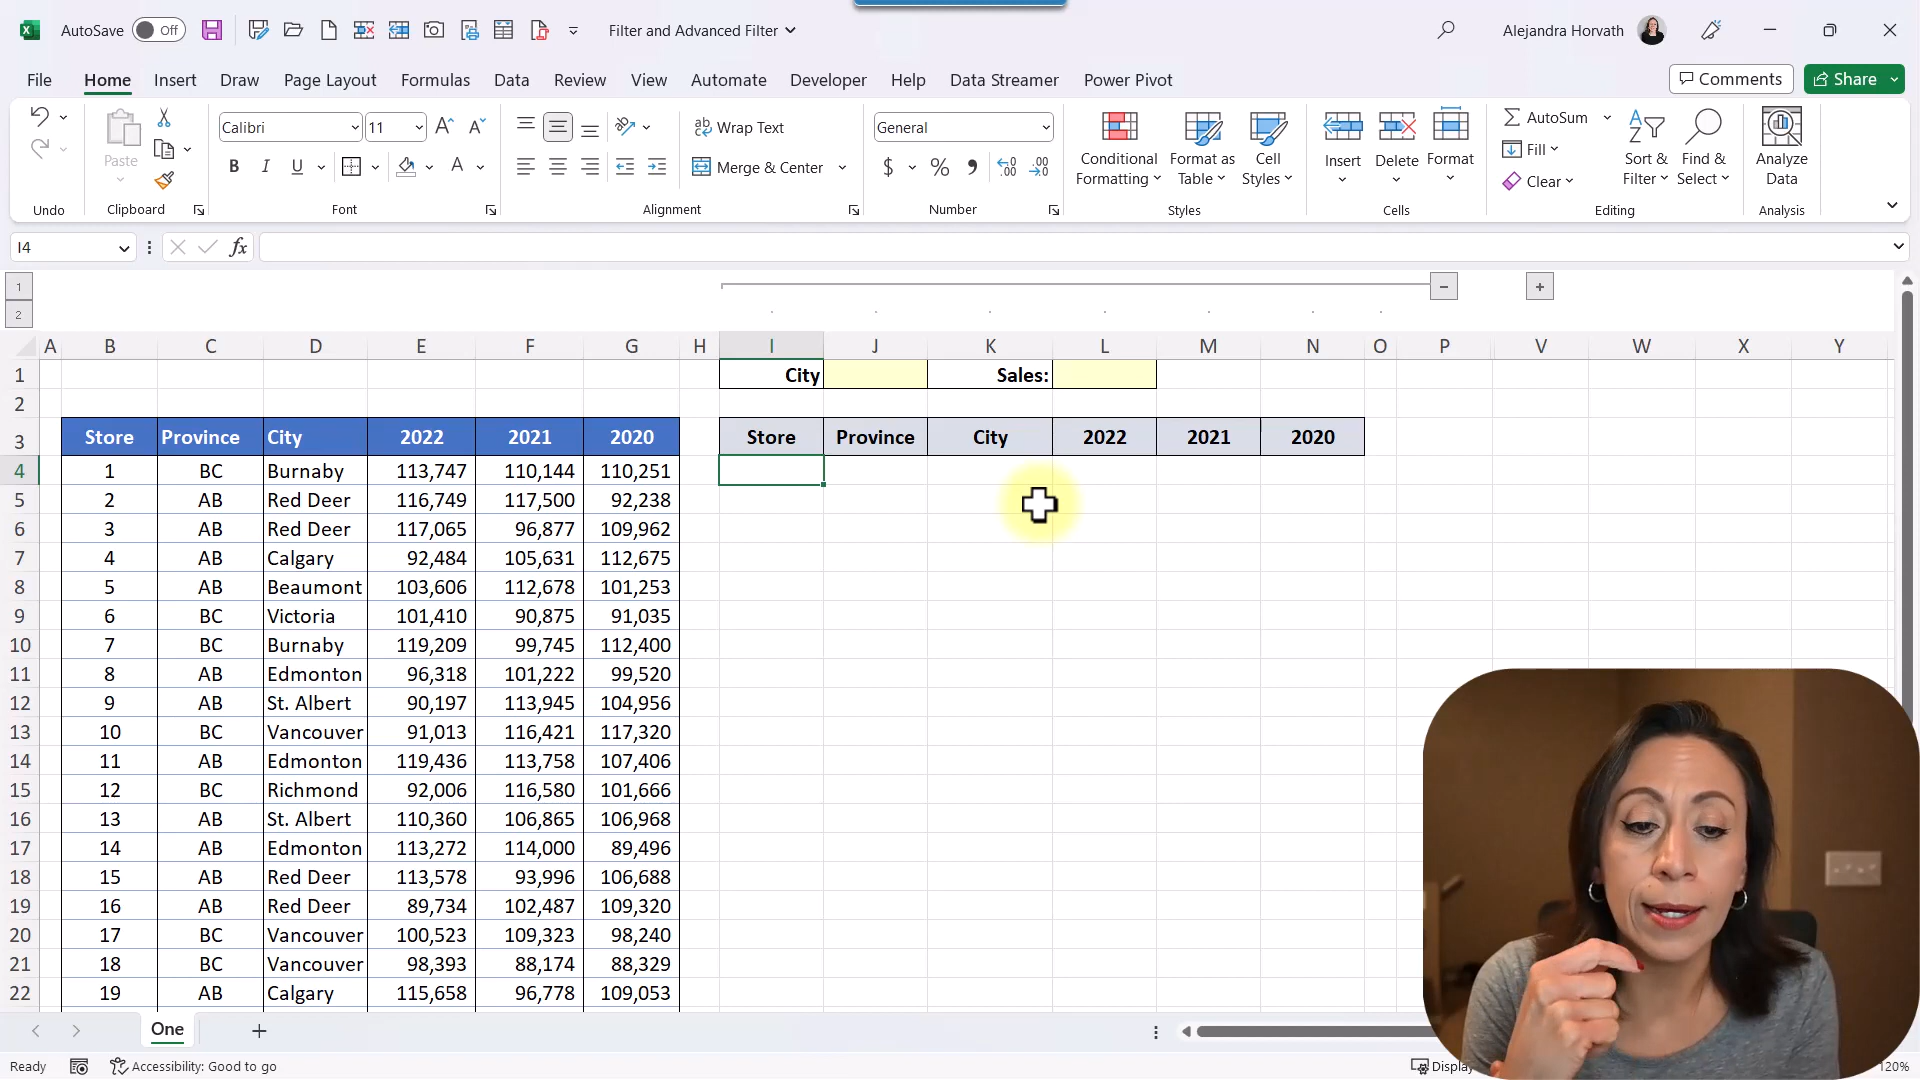 AutoSave Off Filter and Advanced Filter Alejandra Horvath
File Home Insert Draw Page Layout Formulas Data Review View Automate Developer Help Data Streamer Power Pivot Comments Share
Paste Calibri 11 Wrap Text General Conditional Formatting Format as Table Cell Styles Insert Delete Format AutoSum Sort & Filter Find & Select Analyze Data
B I U Merge & Center $ % Fill
Clear
Undo Clipboard Font Alignment Number Styles Cells Editing Analysis
I4 fx
1
2
A B C D E F G H I J K L M N O P V W X Y
1 City Sales:
2
3 Store Province City 2022 2021 2020 Store Province City 2022 2021 2020
4 1 BC Burnaby 113,747 110,144 110,251
5 2 AB Red Deer 116,749 117,500 92,238
6 3 AB Red Deer 117,065 96,877 109,962
7 4 AB Calgary 92,484 105,631 112,675
8 5 AB Beaumont 103,606 112,678 101,253
9 6 BC Victoria 101,410 90,875 91,035
10 7 BC Burnaby 119,209 99,745 112,400
11 8 AB Edmonton 96,318 101,222 99,520
12 9 AB St. Albert 90,197 113,945 104,956
13 10 BC Vancouver 91,013 116,421 117,320
14 11 AB Edmonton 119,436 113,758 107,406
15 12 BC Richmond 92,006 116,580 101,666
16 13 AB St. Albert 110,360 106,865 106,968
17 14 AB Edmonton 113,272 114,000 89,496
18 15 AB Red Deer 113,578 93,996 106,688
19 16 AB Red Deer 89,734 102,487 109,320
20 17 BC Vancouver 100,523 109,323 98,240
21 18 BC Vancouver 98,393 88,174 88,329
22 19 AB Calgary 115,658 96,778 109,053
One
Ready Accessibility: Good to go Display 120%